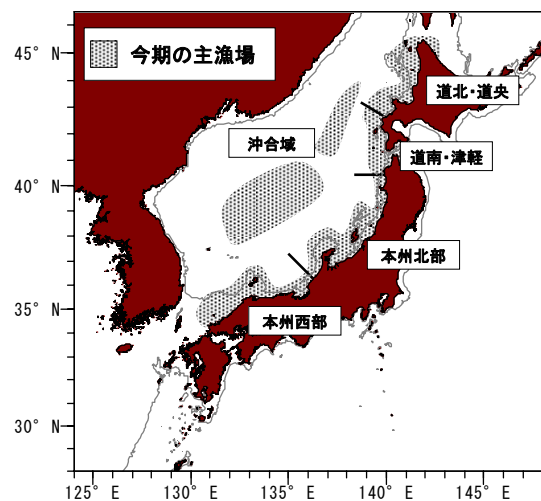 今期の主漁場
道北・道央
沖合域
道南・津軽
本州北部
本州西部
45° N
40° N
35° N
30° N
125° E
130° E
135° E
140° E
145° E